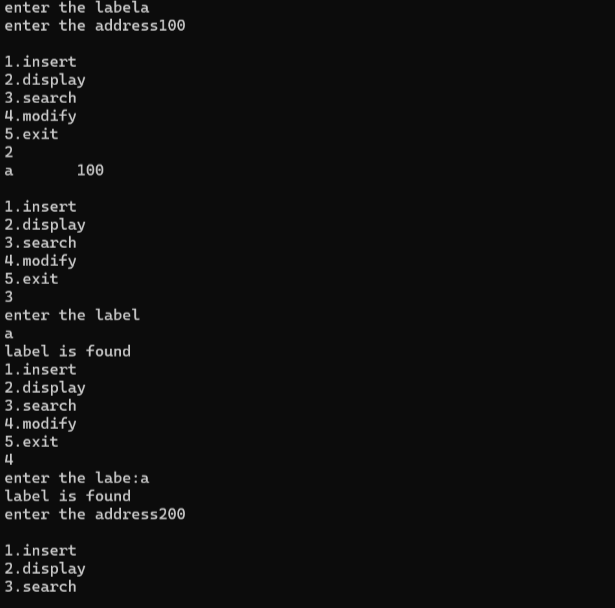 enter the labela
enter the address100

1.insert
2.display
3.search
4.modify
5.exit
2
a       100

1.insert
2.display
3.search
4.modify
5.exit
3
enter the label
a
label is found
1.insert
2.display
3.search
4.modify
5.exit
4
enter the labe:a
label is found
enter the address200

1.insert
2.display
3.search